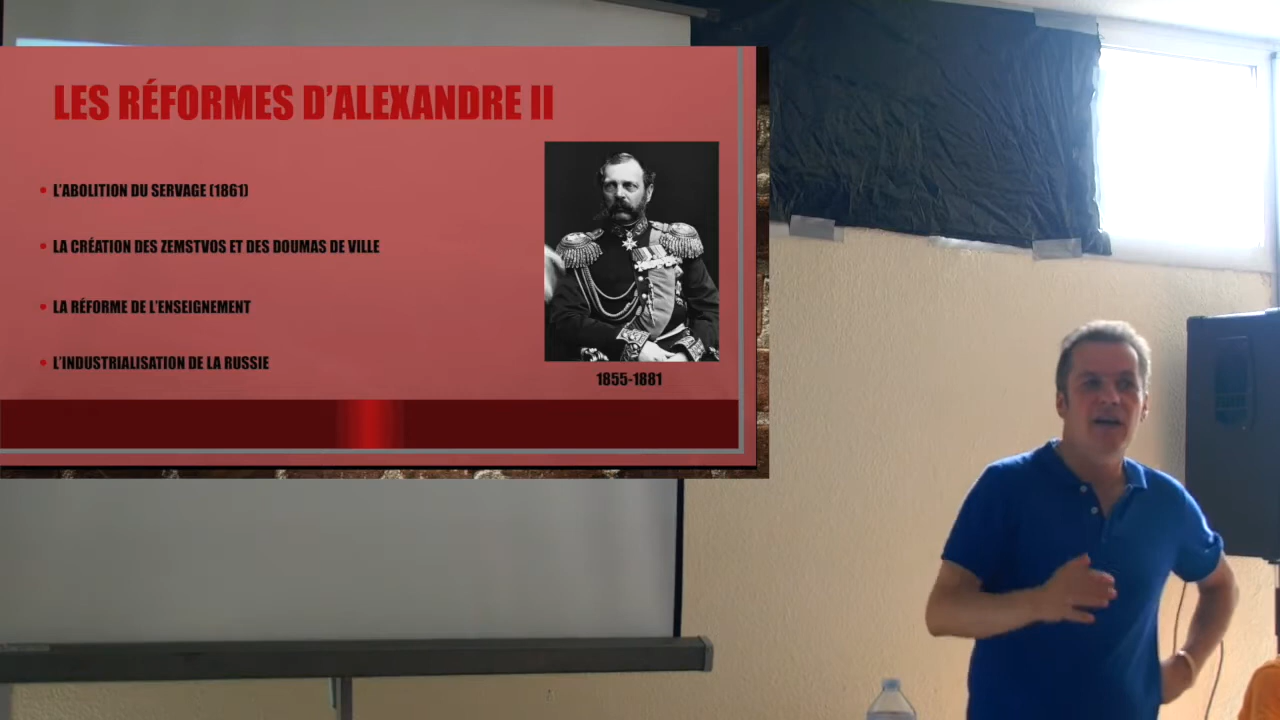 LES RÉFORMES D'ALEXANDRE II
• L'ABOLITION DU SERVAGE (1861)
• LA CRÉATION DES ZEMSTVOS ET DES DOUMAS DE VILLE
• LA RÉFORME DE L'ENSEIGNEMENT
• L'INDUSTRIALISATION DE LA RUSSIE
1855-1881